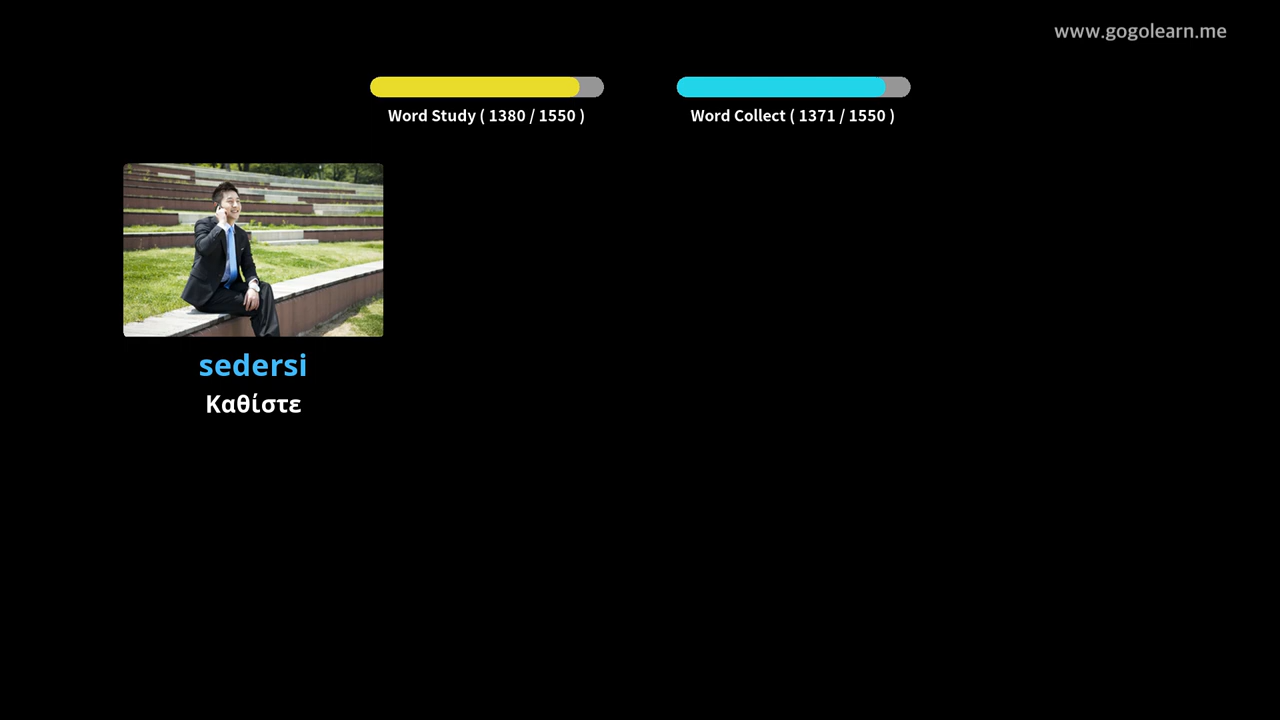 www.gogolearn.me
Word Study ( 1380 / 1550 )
Word Collect ( 1371 / 1550 )
sedersi
Καθίστε